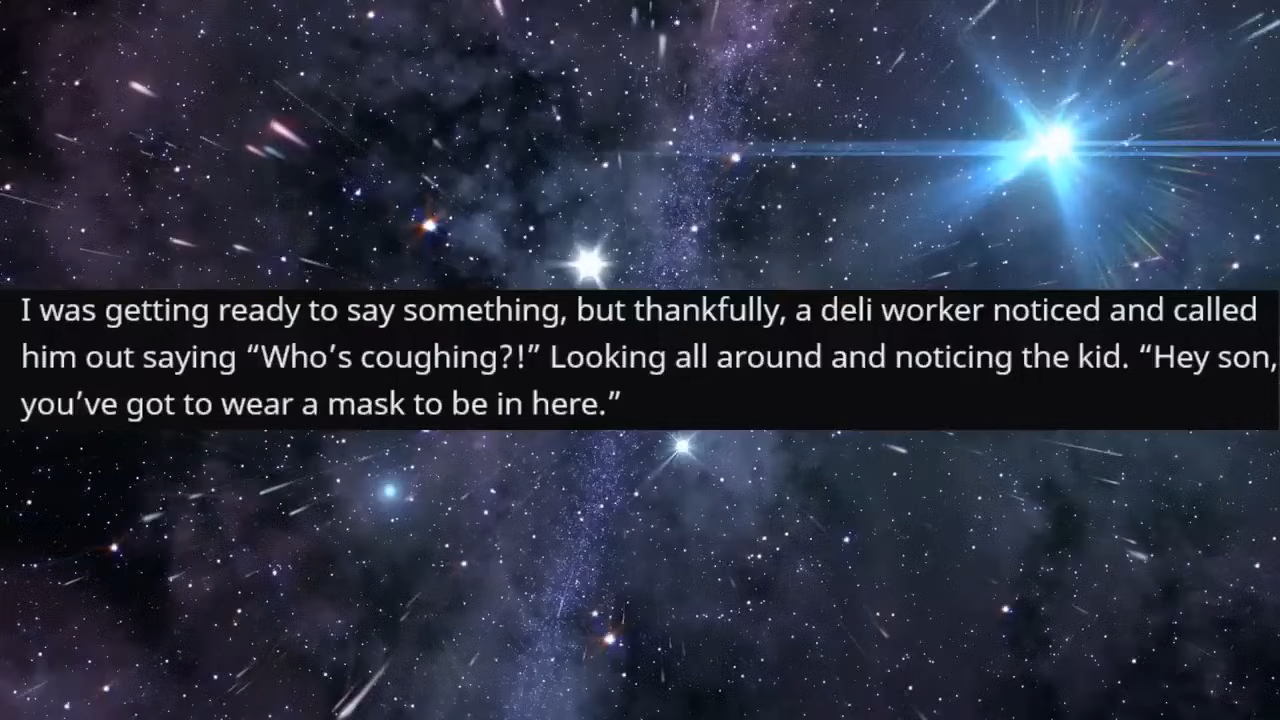 I was getting ready to say something, but thankfully, a deli worker noticed and called
him out saying “Who’s coughing?!” Looking all around and noticing the kid. “Hey son,
you’ve got to wear a mask to be in here.”